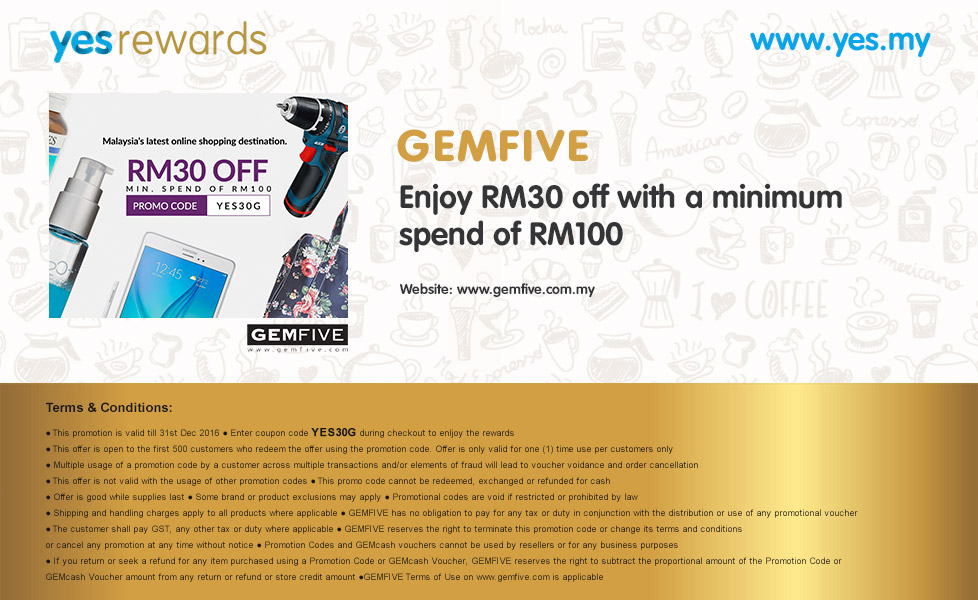 yes rewards
www.yes.my
Malaysia's latest online shopping destination.
RM30 OFF
MIN. SPEND OF RM100
PROMO CODE YES30G
12:45
GEMFIVE
www.gemfive.com
GEMFIVE
Enjoy RM30 off with a minimum
spend of RM100
Website: www.gemfive.com.my
Mocha
Espresso
Americano
Americano
I COFFEE
Espresso
Terms & Conditions:
● This promotion is valid till 31st Dec 2016 ● Enter coupon code YES30G during checkout to enljoy the rewards
● This offer is open to the first 500 customers who redeem the offer using the promotion code. Offer is only valid for one (1) time use per customers only
● Multiple usage of a promotion code by a customer across multiple transactions and/or elements of fraud will lead to voucher voidance and order cancellation
● This offer is not valid with the usage of other promotion codes ● This promo code cannot be redeemed, exchanged or refunded for cash
● Offer is good while supplies last ● Some brand or product exclusions may apply ● Promotional codes are void if restricted or prohibited by law
● Shipping and handling charges apply to all products where applicable ● GEMFIVE has no obligation to pay for any tax or duty in conjunction with the distribution or use of any promotional voucher
● The customer shall pay GST, any other tax or duty where applicable ● GEMFIVE reserves the right to terminate this promotion code or change its terms and conditions
or cancel any promotion at any time without notice ● Promotion Codes and GEMcash vouchers cannot be used by resellers or for any business purposes
● If you return or seek a refund for any item purchased using a Promotion Code or GEMcash Voucher, GEMFIVE reserves the right to subtract the proportional amount of the Promotion Code or
GEMcash Voucher amount from any return or refund or store credit amount ●GEMFIVE Terms of Use on www.gemfive.com is applicable